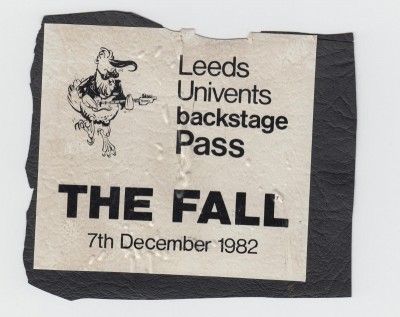 Leeds
Univents
backstage
Pass
THE FALL
7th December 1982